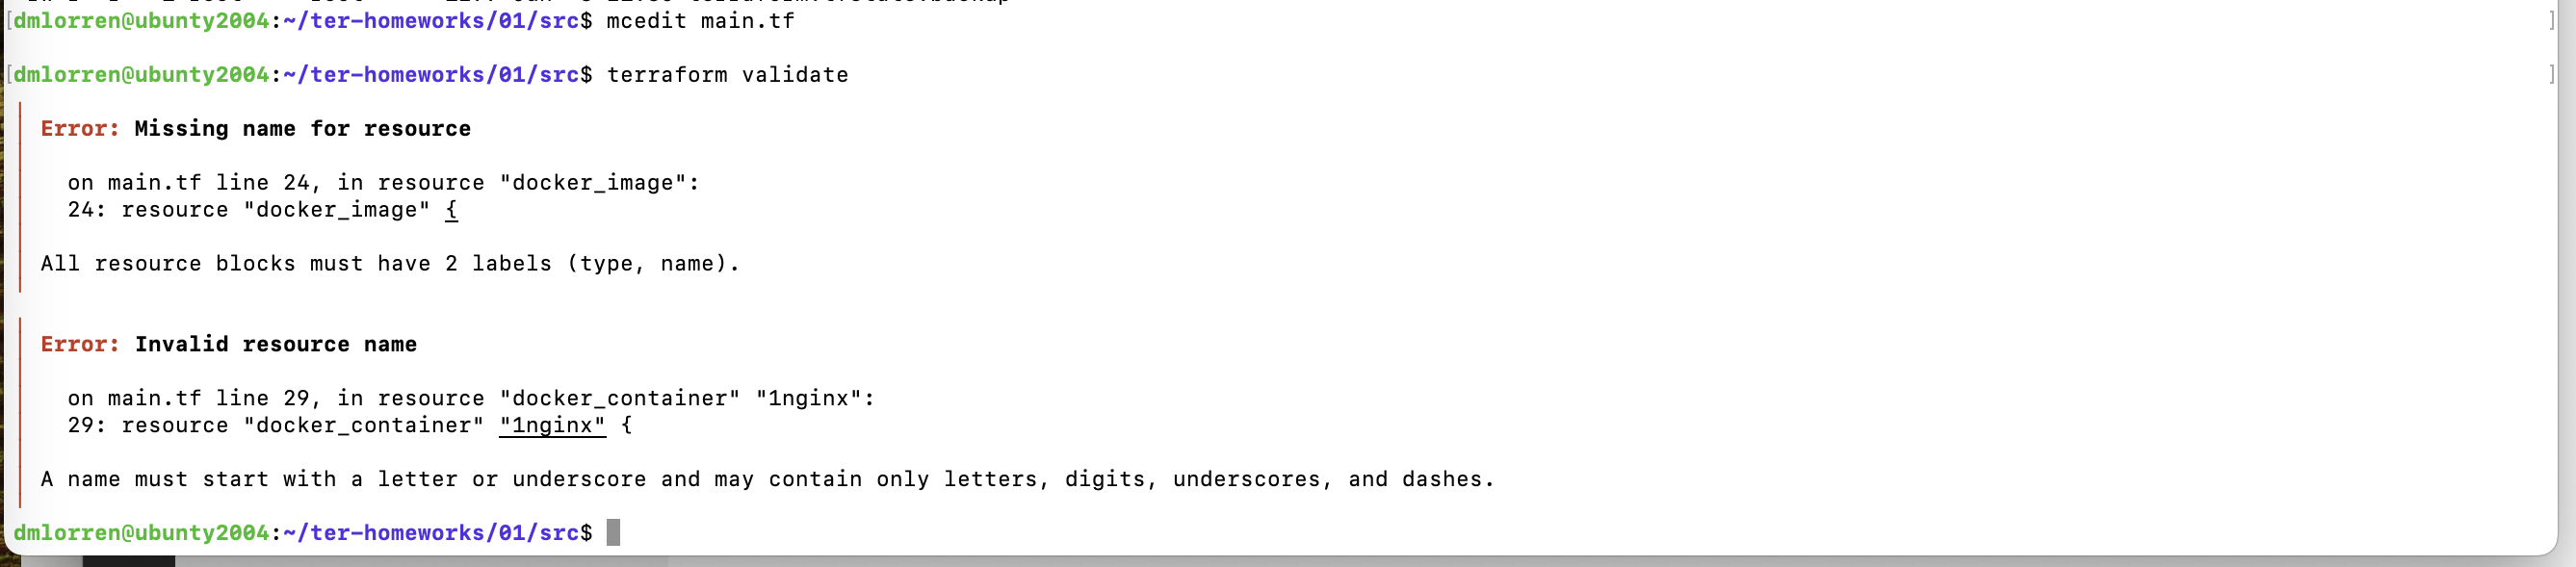 [dmlorren@ubunty2004:~/ter-homeworks/01/src$ mcedit main.tf ]
[dmlorren@ubunty2004:~/ter-homeworks/01/src$ terraform validate ]
Error: Missing name for resource
on main.tf line 24, in resource "docker_image":
24: resource "docker_image" {
All resource blocks must have 2 labels (type, name).
Error: Invalid resource name
on main.tf line 29, in resource "docker_container" "1nginx":
29: resource "docker_container" "1nginx" {
A name must start with a letter or underscore and may contain only letters, digits, underscores, and dashes.
dmlorren@ubunty2004:~/ter-homeworks/01/src$